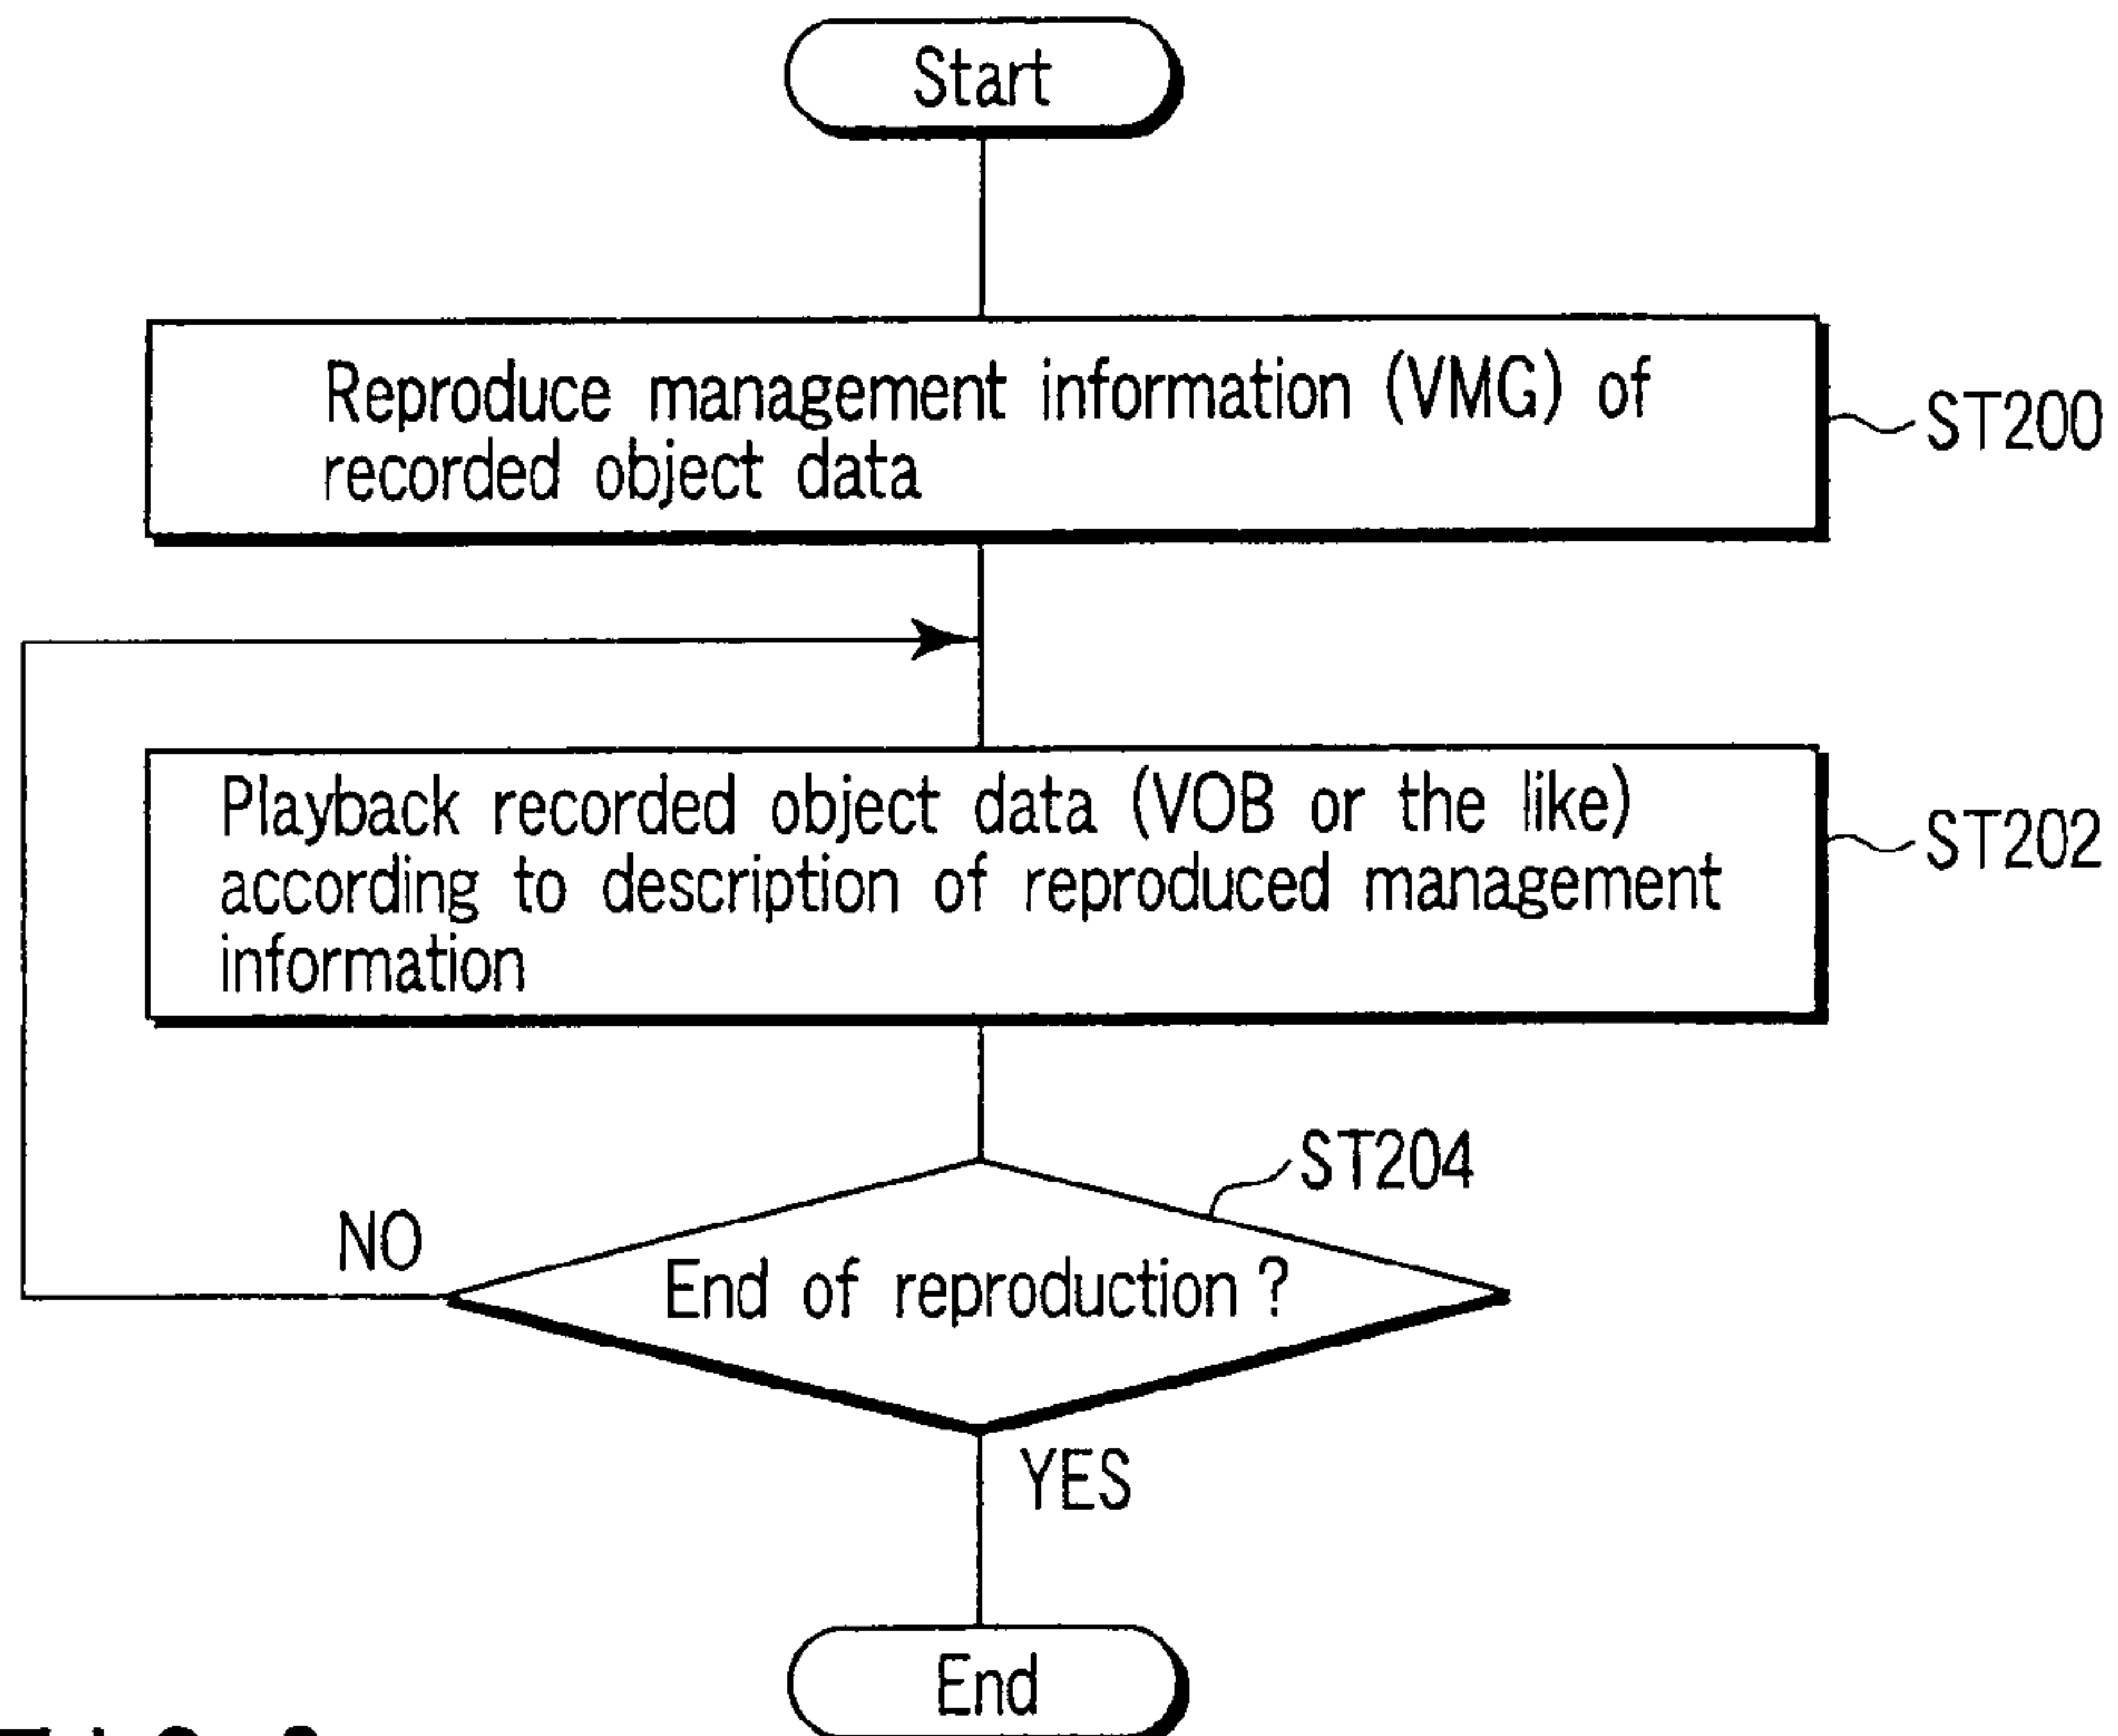 Start
Reproduce management information (VMG) of
recorded object data
ST200
Playback recorded object data (VOB or the like)
according to description of reproduced management
information
ST202
ST204
NO
End of reproduction ?
YES
End